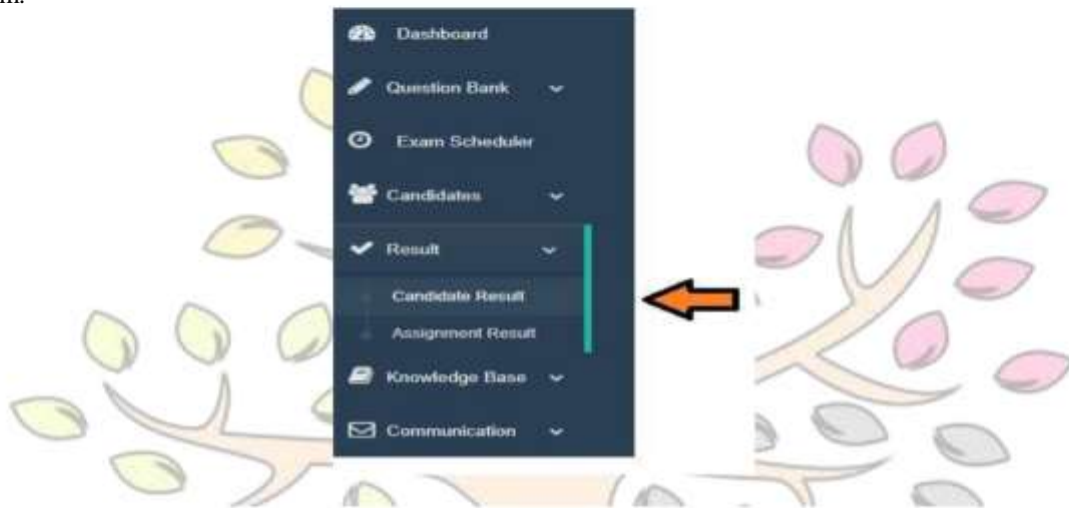 Dashboard
Question Bank
Exam Scheduler
Candidates
Result
Candidate Result
Assignment Result
Knowledge Base
Communication